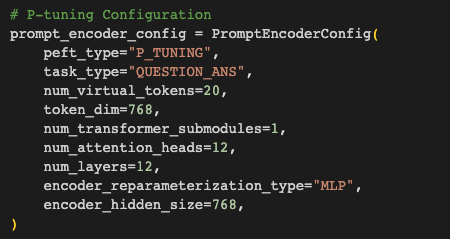 # P-tuning Configuration
prompt_encoder_config = PromptEncoderConfig(
    peft_type="P_TUNING",
    task_type="QUESTION_ANS",
    num_virtual_tokens=20,
    token_dim=768,
    num_transformer_submodules=1,
    num_attention_heads=12,
    num_layers=12,
    encoder_reparameterization_type="MLP",
    encoder_hidden_size=768,
)